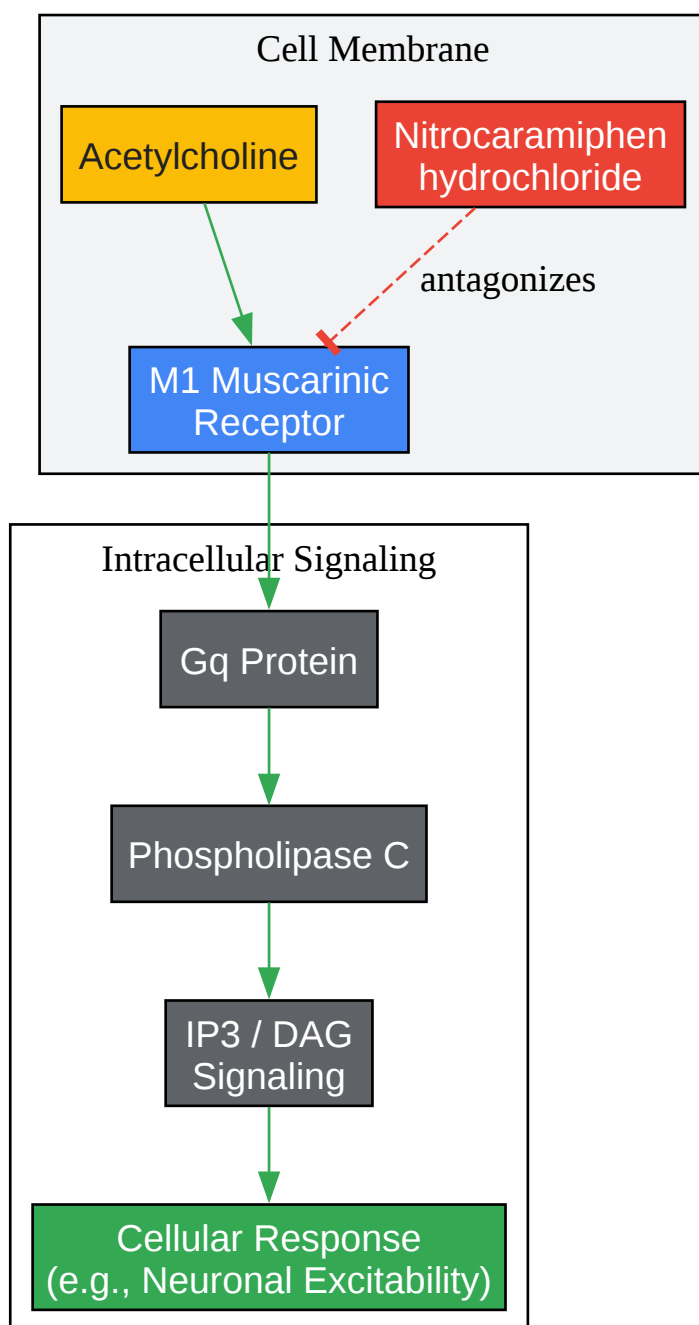 Cell Membrane
Acetylcholine
Nitrocaramiphen
hydrochloride
antagonizes
M1 Muscarinic
Receptor
Intracellular Signaling
Gq Protein
Phospholipase C
IP3 / DAG
Signaling
Cellular Response
(e.g., Neuronal Excitability)